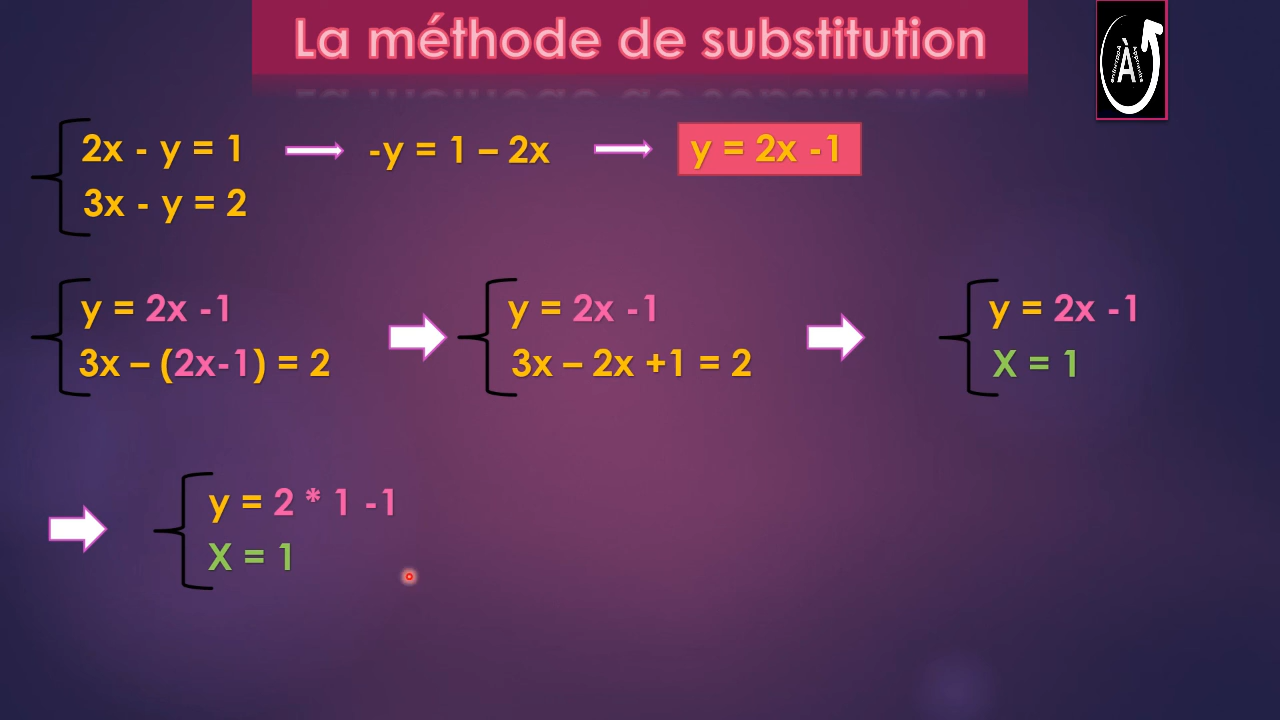 La méthode de substitution
À
2x - y = 1 -y = 1 – 2x y = 2x -1
3x - y = 2
y = 2x -1 y = 2x -1 y = 2x -1
3x – (2x-1) = 2 3x – 2x +1 = 2 X = 1
y = 2 * 1 -1
X = 1